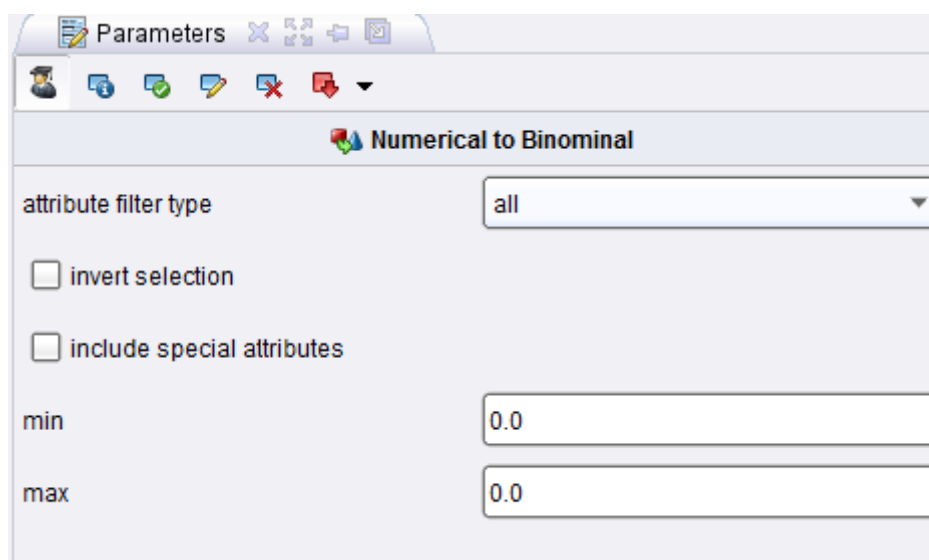 Parameters
Numerical to Binominal
attribute filter type
all
invert selection
include special attributes
min
0.0
max
0.0